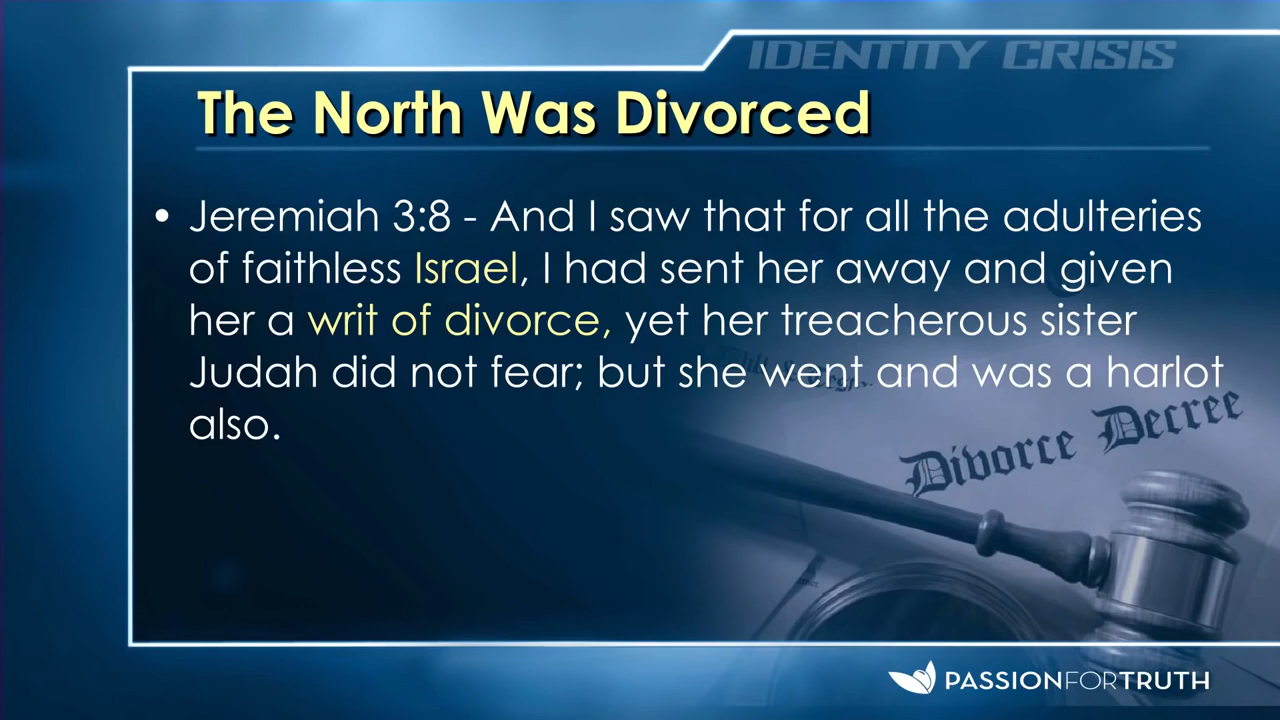 IDENTITY CRISIS
The North Was Divorced
• Jeremiah 3:8 - And I saw that for all the adulteries
of faithless Israel, I had sent her away and given
her a writ of divorce, yet her treacherous sister
Judah did not fear; but she went and was a harlot
also.
Divorce Decree
PASSIONFORTRUTH